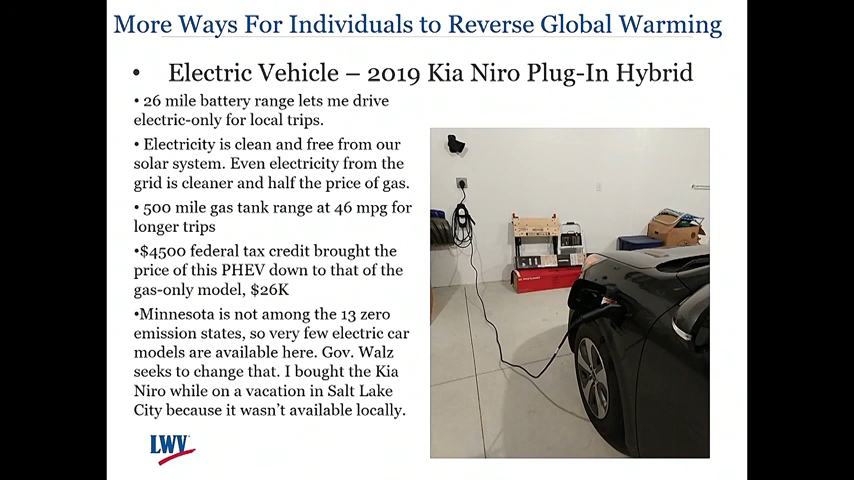 More Ways For Individuals to Reverse Global Warming
• Electric Vehicle – 2019 Kia Niro Plug-In Hybrid
• 26 mile battery range lets me drive
electric-only for local trips.
• Electricity is clean and free from our
solar system. Even electricity from the
grid is cleaner and half the price of gas.
• 500 mile gas tank range at 46 mpg for
longer trips
•$4500 federal tax credit brought the
price of this PHEV down to that of the
gas-only model, $26K
•Minnesota is not among the 13 zero
emission states, so very few electric car
models are available here. Gov. Walz
seeks to change that. I bought the Kia
Niro while on a vacation in Salt Lake
City because it wasn't available locally.
LWV